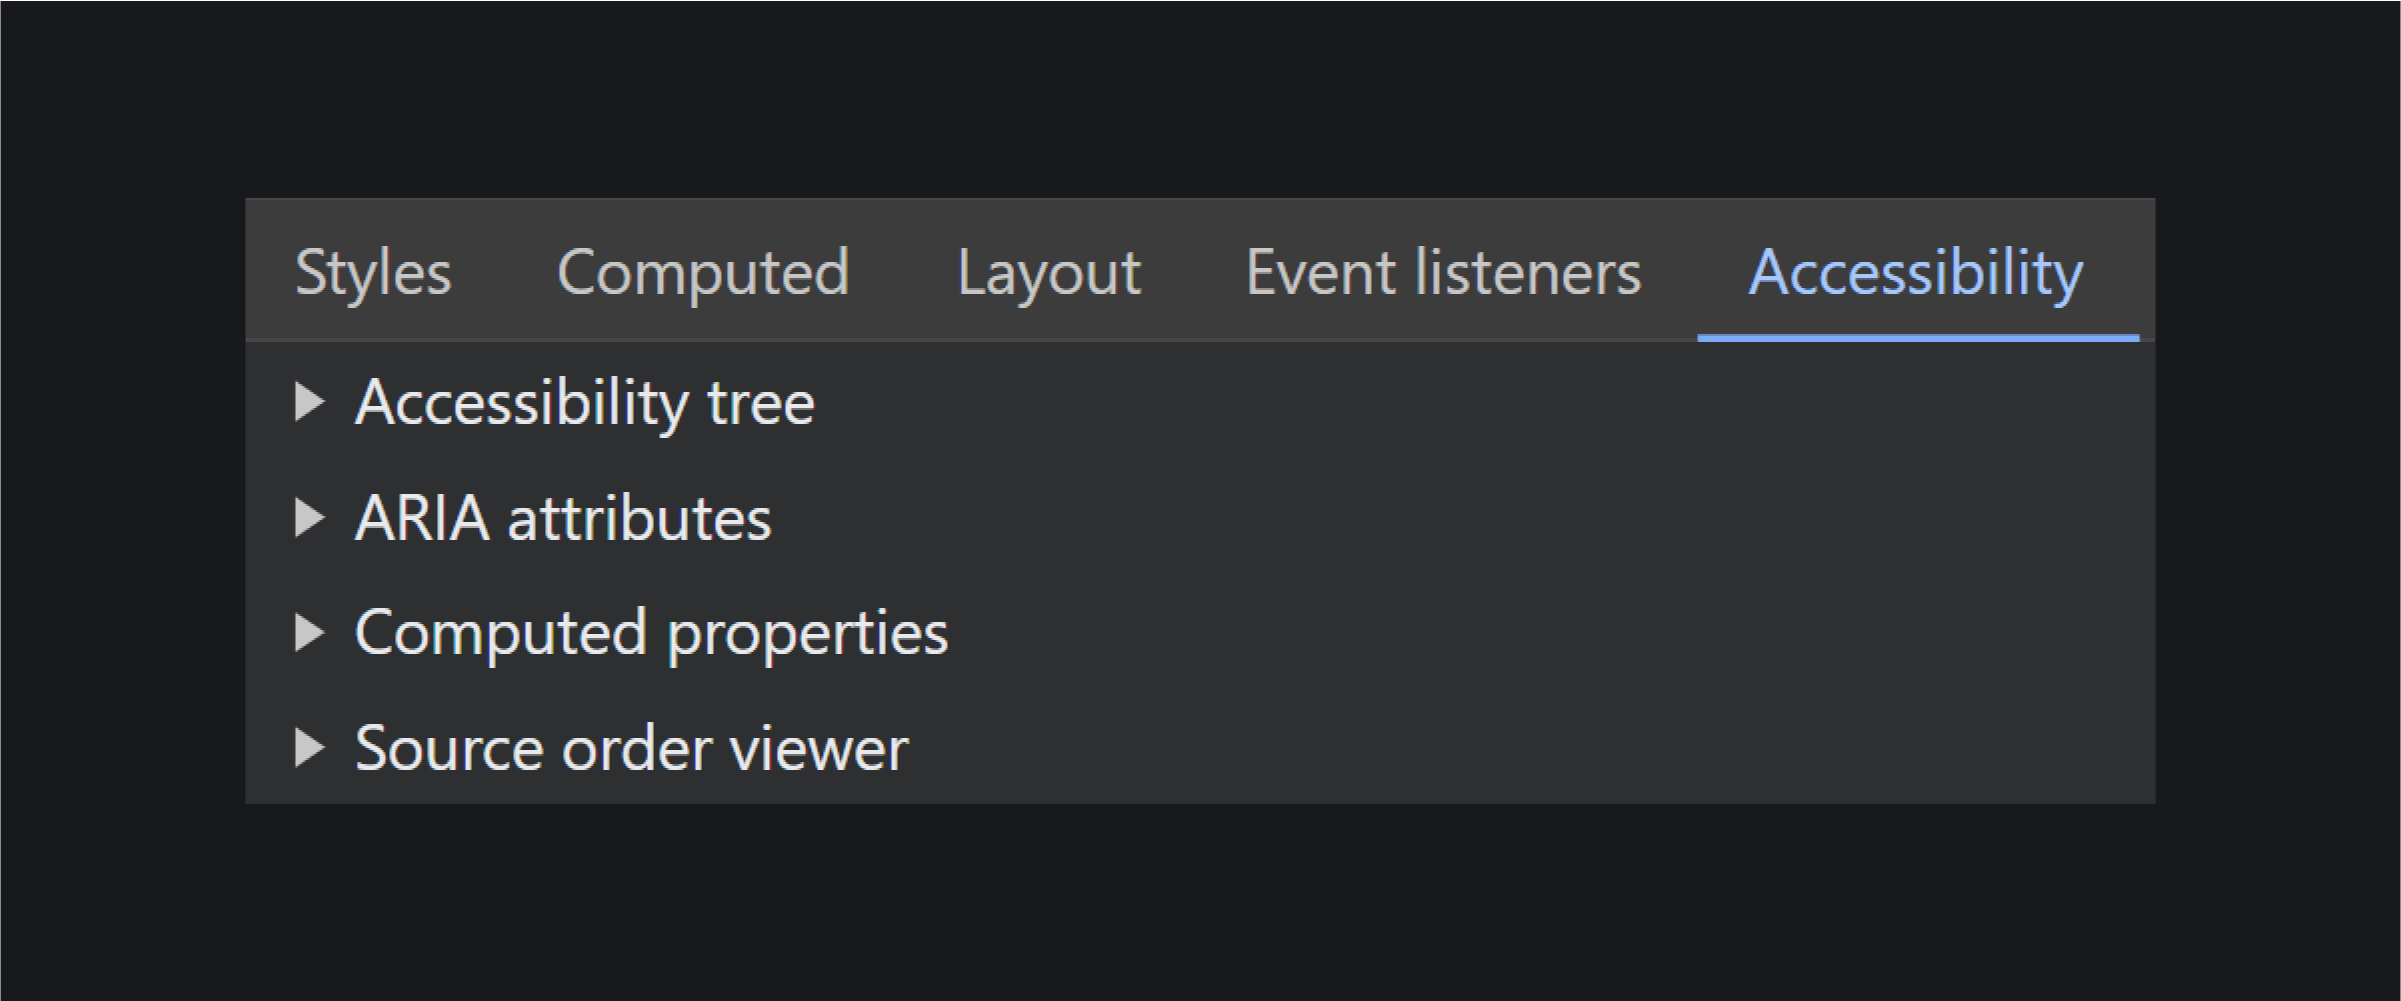 Styles Computed Layout Event listeners Accessibility
Accessibility tree
ARIA attributes
Computed properties
Source order viewer